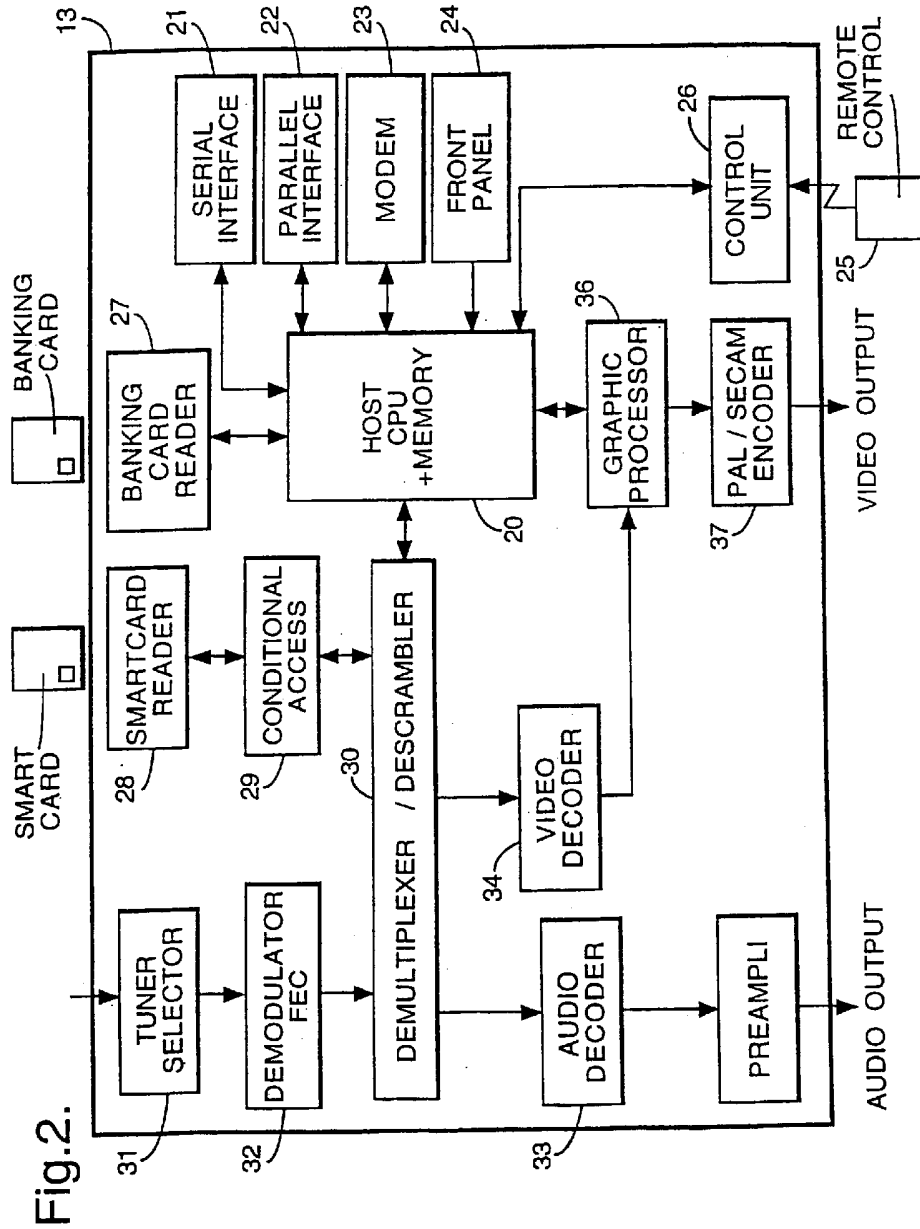 Fig.2.
SMART
CARD
BANKING
CARD
13
31
TUNER
SELECTOR
28
SMARTCARD
READER
27
BANKING
CARD
READER
21
SERIAL
INTERFACE
22
PARALLEL
INTERFACE
23
MODEM
24
FRONT
PANEL
32
DEMODULATOR
FEC
29
CONDITIONAL
ACCESS
20
HOST
CPU
+MEMORY
30
DEMULTIPLEXER / DESCRAMBLER
33
AUDIO
DECODER
34
VIDEO
DECODER
36
GRAPHIC
PROCESSOR
26
CONTROL
UNIT
PREAMPLI
37
PAL / SECAM
ENCODER
25
REMOTE
CONTROL
AUDIO OUTPUT
VIDEO OUTPUT